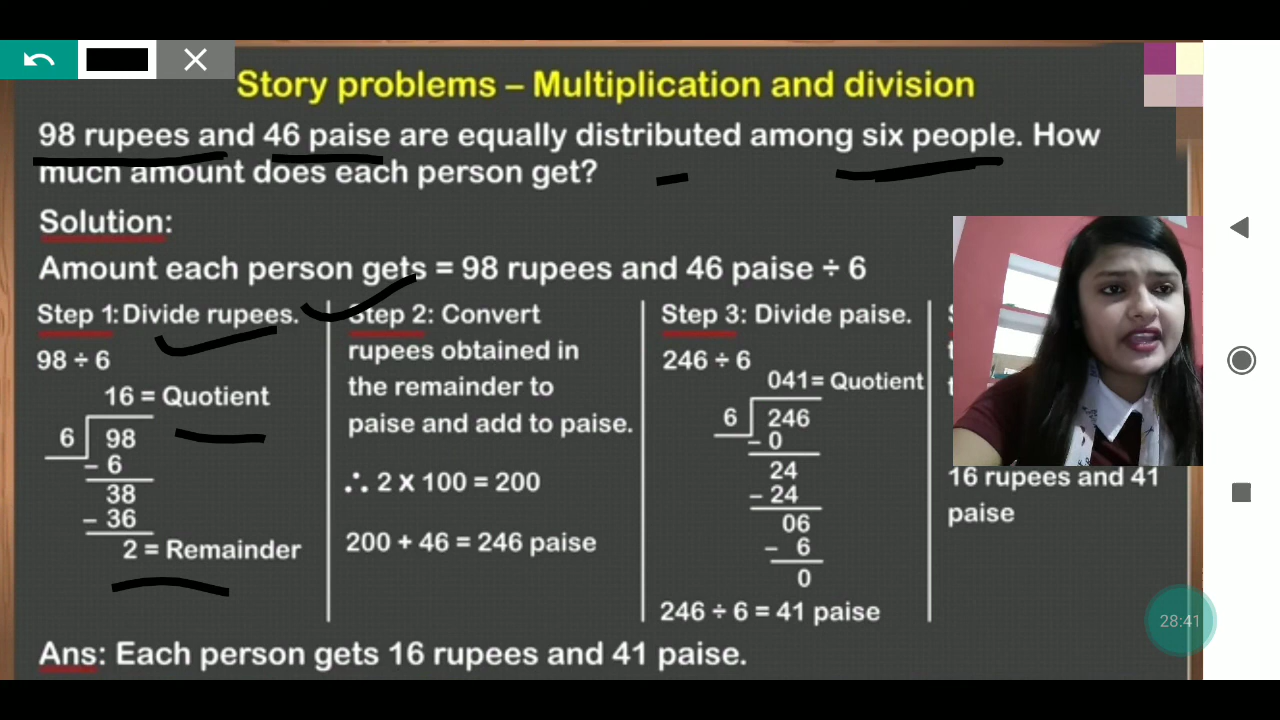 Story problems – Multiplication and division
98 rupees and 46 paise are equally distributed among six people. How
much amount does each person get?
Solution:
Amount each person gets = 98 rupees and 46 paise ÷ 6
Step 1: Divide rupees.
98 ÷ 6
16 = Quotient
6 98
– 6
38
– 36
2 = Remainder
Step 2: Convert
rupees obtained in
the remainder to
paise and add to paise.
∴ 2 x 100 = 200
200 + 46 = 246 paise
Step 3: Divide paise.
246 ÷ 6
041= Quotient
6 246
– 0
24
– 24
06
– 6
0
246 ÷ 6 = 41 paise
16 rupees and 41
paise
Ans: Each person gets 16 rupees and 41 paise.
28:41